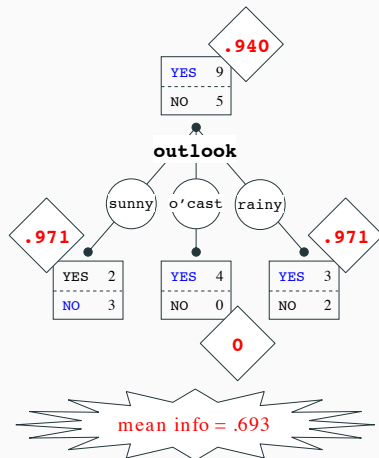 .940
YES 9
NO 5
outlook
sunny o'cast rainy
.971 .971
YES 2 YES 4 YES 3
NO 3 NO 0 NO 2
0
mean info = .693